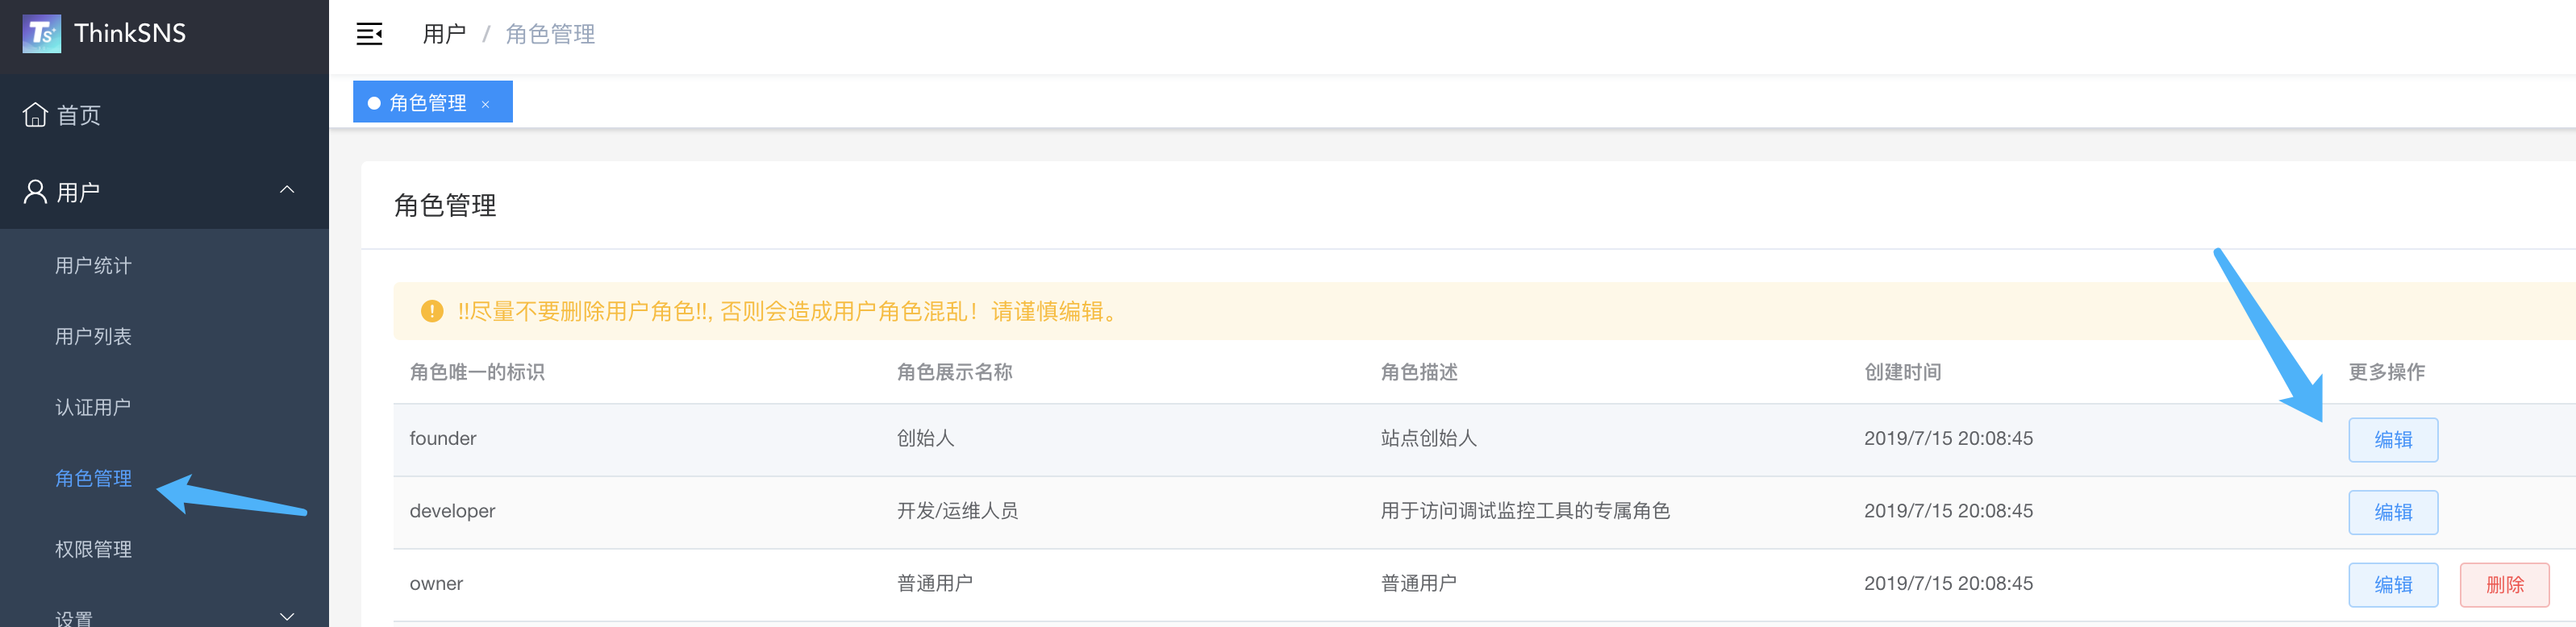 ThinkSNS
首页
用户
用户统计
用户列表
认证用户
角色管理
权限管理
设置
用户 / 角色管理
角色管理 ×
角色管理
!!尽量不要删除用户角色!!, 否则会造成用户角色混乱！请谨慎编辑。
角色唯一的标识 角色展示名称 角色描述 创建时间 更多操作
founder 创始人 站点创始人 2019/7/15 20:08:45 编辑
developer 开发/运维人员 用于访问调试监控工具的专属角色 2019/7/15 20:08:45 编辑
owner 普通用户 普通用户 2019/7/15 20:08:45 编辑 删除